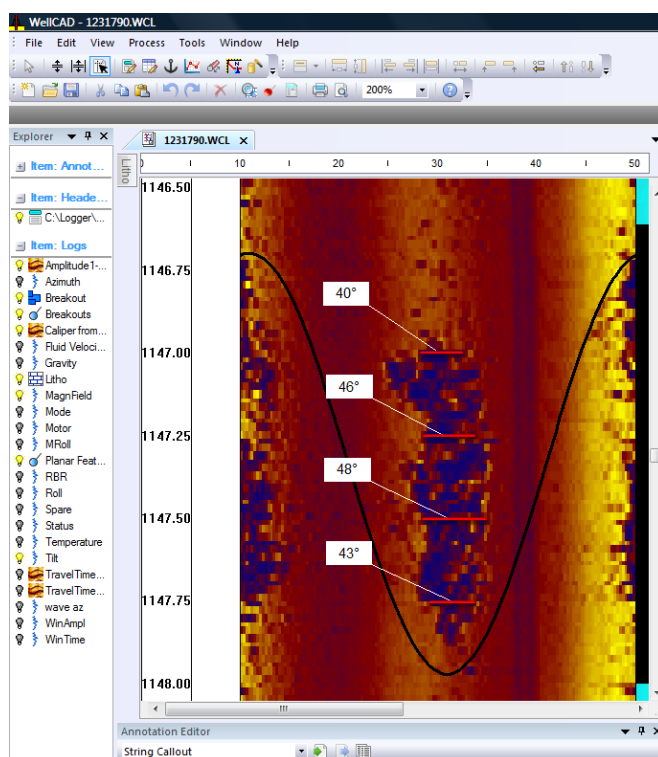 WellCAD - 1231790.WCL
File Edit View Process Tools Window Help
200%
Explorer
1231790.WCL
Item: Annot...
Item: Heade...
C:\Logger\...
Item: Logs
Amplitude1-...
Azimuth
Breakout
Breakouts
Caliper from...
Fluid Veloci...
Gravity
Litho
MagnField
Mode
Motor
MRoll
Planar Feat...
RBR
Roll
Spare
Status
Temperature
Tilt
TravelTime...
TravelTime...
wave az
WinAmpl
WinTime
Litho
10 20 30 40 50
1146.50
1146.75
1147.00
1147.25
1147.50
1147.75
1148.00
40°
46°
48°
43°
Annotation Editor
String Callout